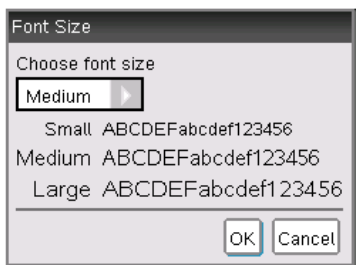 Font Size
Choose font size
Medium
Small ABCDEFabcdef123456
Medium ABCDEFabcdef123456
Large ABCDEFabcdef123456
OK Cancel